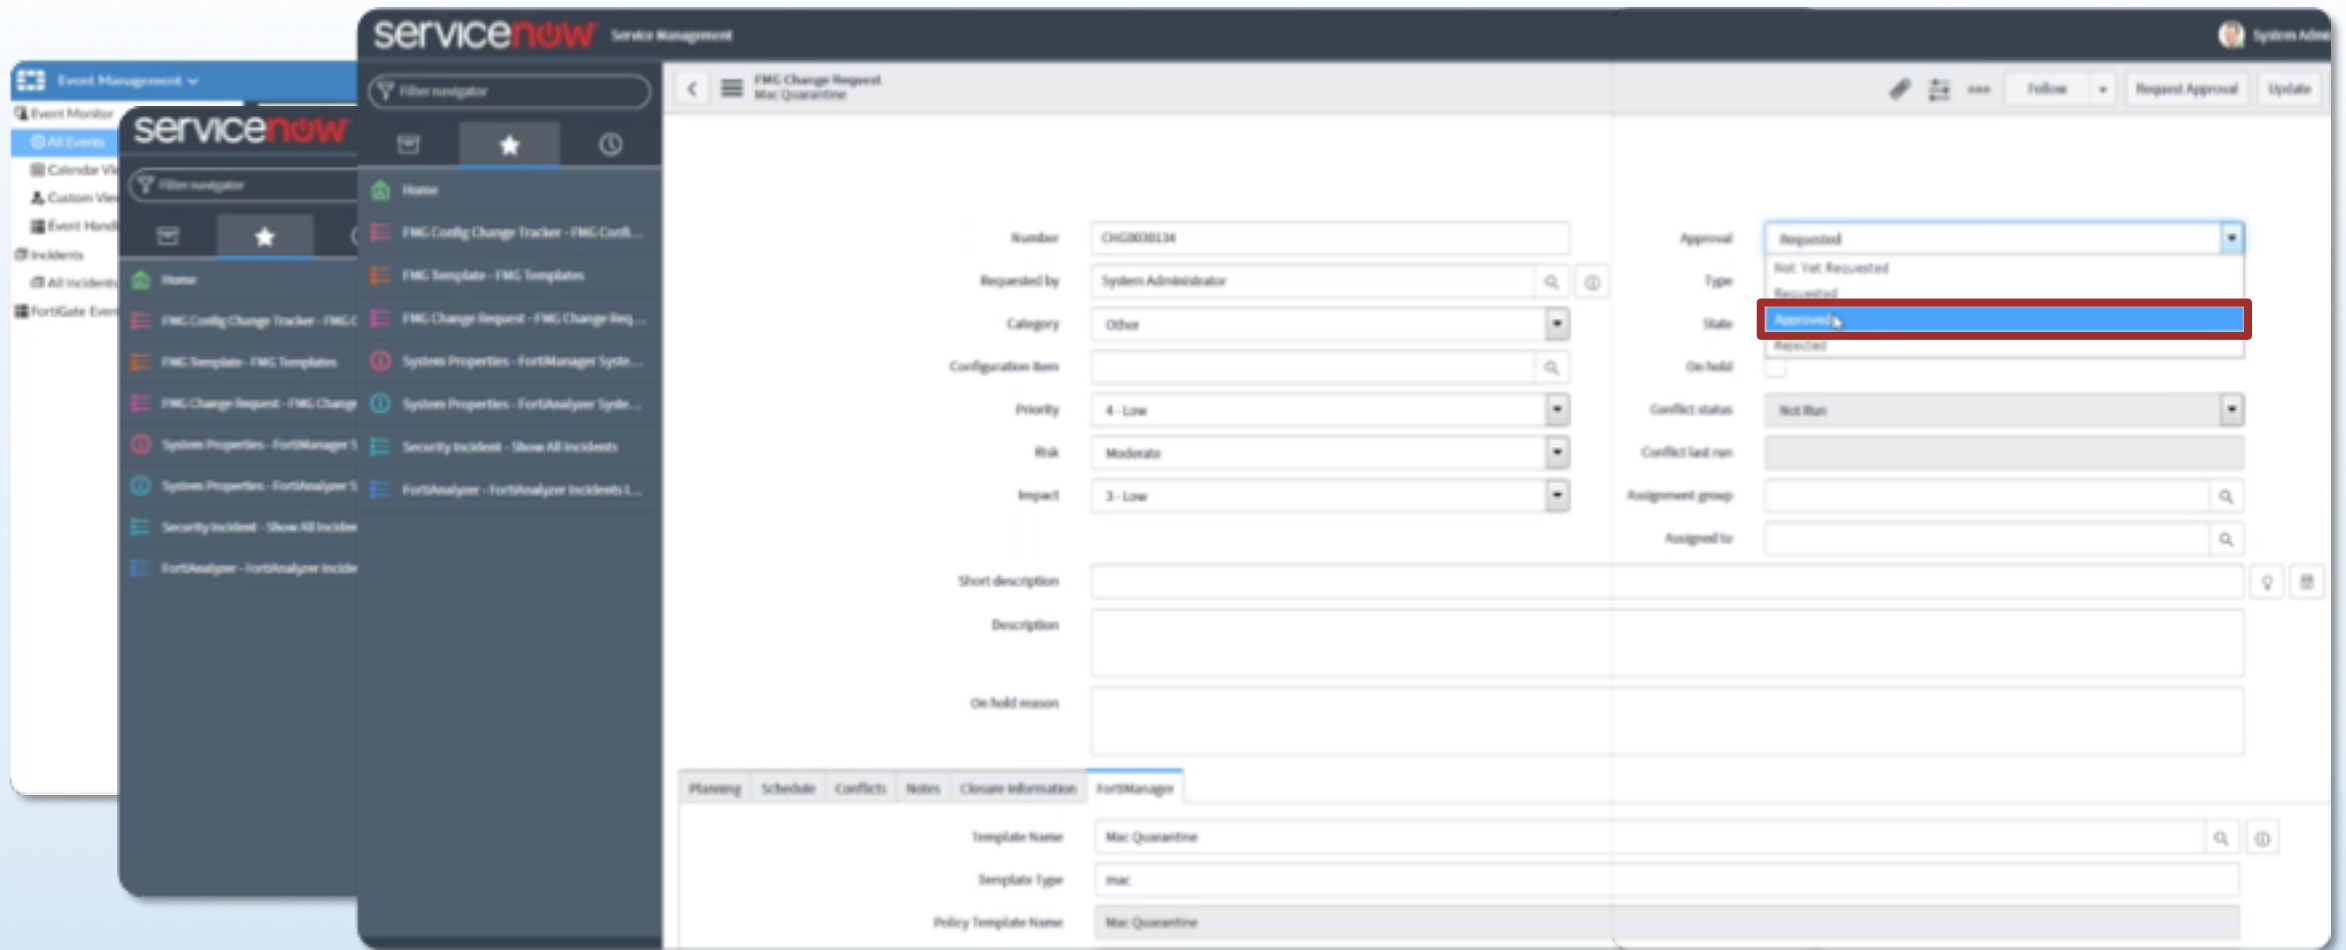 Event Management
Event Monitor
All Events
Calendar Vie
Custom View
Event Handl
Incidents
All Incidents
FortiGate Even
servicenow
Filter navigator
Home
FMG Config Change Tracker - FMG C
FMG Template - FMG Templates
FMG Change Request - FMG Change
System Properties - FortiManager S
System Properties - FortiAnalyzer S
Security Incident - Show All Inciden
FortiAnalyzer - FortiAnalyzer Incide
servicenow Service Management
System Admi
Filter navigator
Home
FMG Config Change Tracker - FMG Confi...
FMG Template - FMG Templates
FMG Change Request - FMG Change Req...
System Properties - FortiManager Syste...
System Properties - FortiAnalyzer Syste...
Security Incident - Show All Incidents
FortiAnalyzer - FortiAnalyzer Incidents L...
FMG Change Request
Mac Quarantine
Follow
Request Approval
Update
Number CHG0030134
Requested by System Administrator
Category Other
Configuration item
Priority 4 - Low
Risk Moderate
Impact 3 - Low
Approval Requested
Not Yet Requested
Requested
Approved
Rejected
Type
State
On hold
Conflict status Not Run
Conflict last run
Assignment group
Assigned to
Short description
Description
On hold reason
Planning Schedule Conflicts Notes Closure Information FortiManager
Template Name Mac Quarantine
Template Type mac
Policy Template Name Mac Quarantine